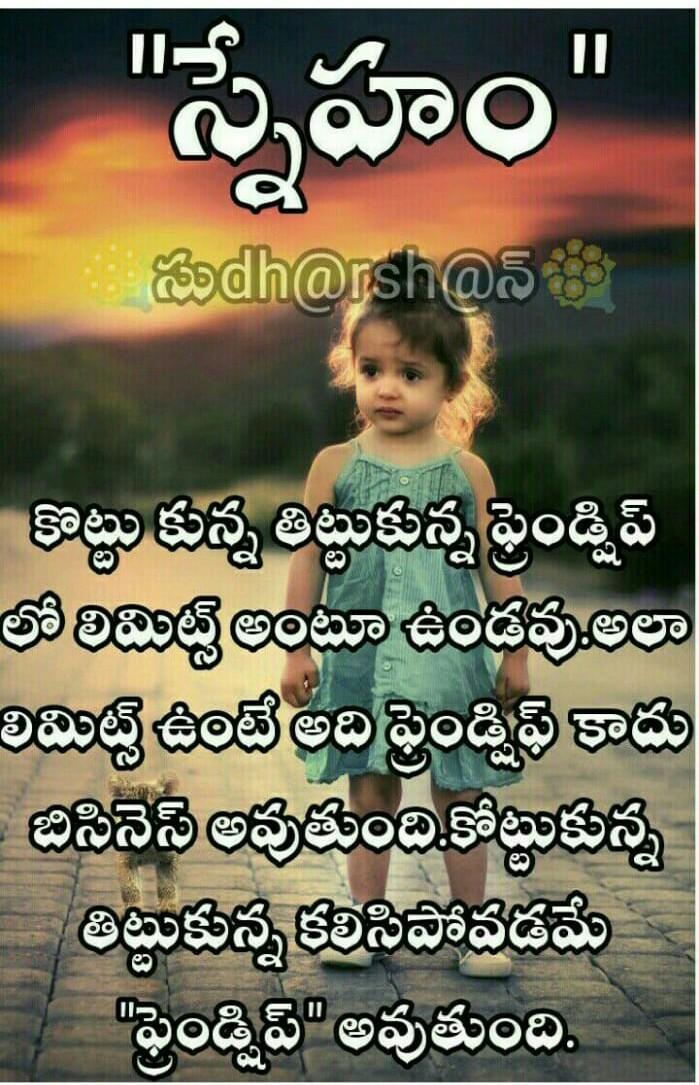 "స్నేహం"
సుdh@rsh@న్
కొట్టు కున్న తిట్టుకున్న ఫ్రెండ్షిప్
లో లిమిట్స్ అంటూ ఉండవు.అలా
లిమిట్స్ ఉంటే అది ఫ్రెండ్షిఫ్ కాదు
బిసినెస్ అవుతుంది.కోట్టుకున్న
తిట్టుకున్న కలిసిపోవడమే
"ఫ్రెండ్షిప్" అవుతుంది.